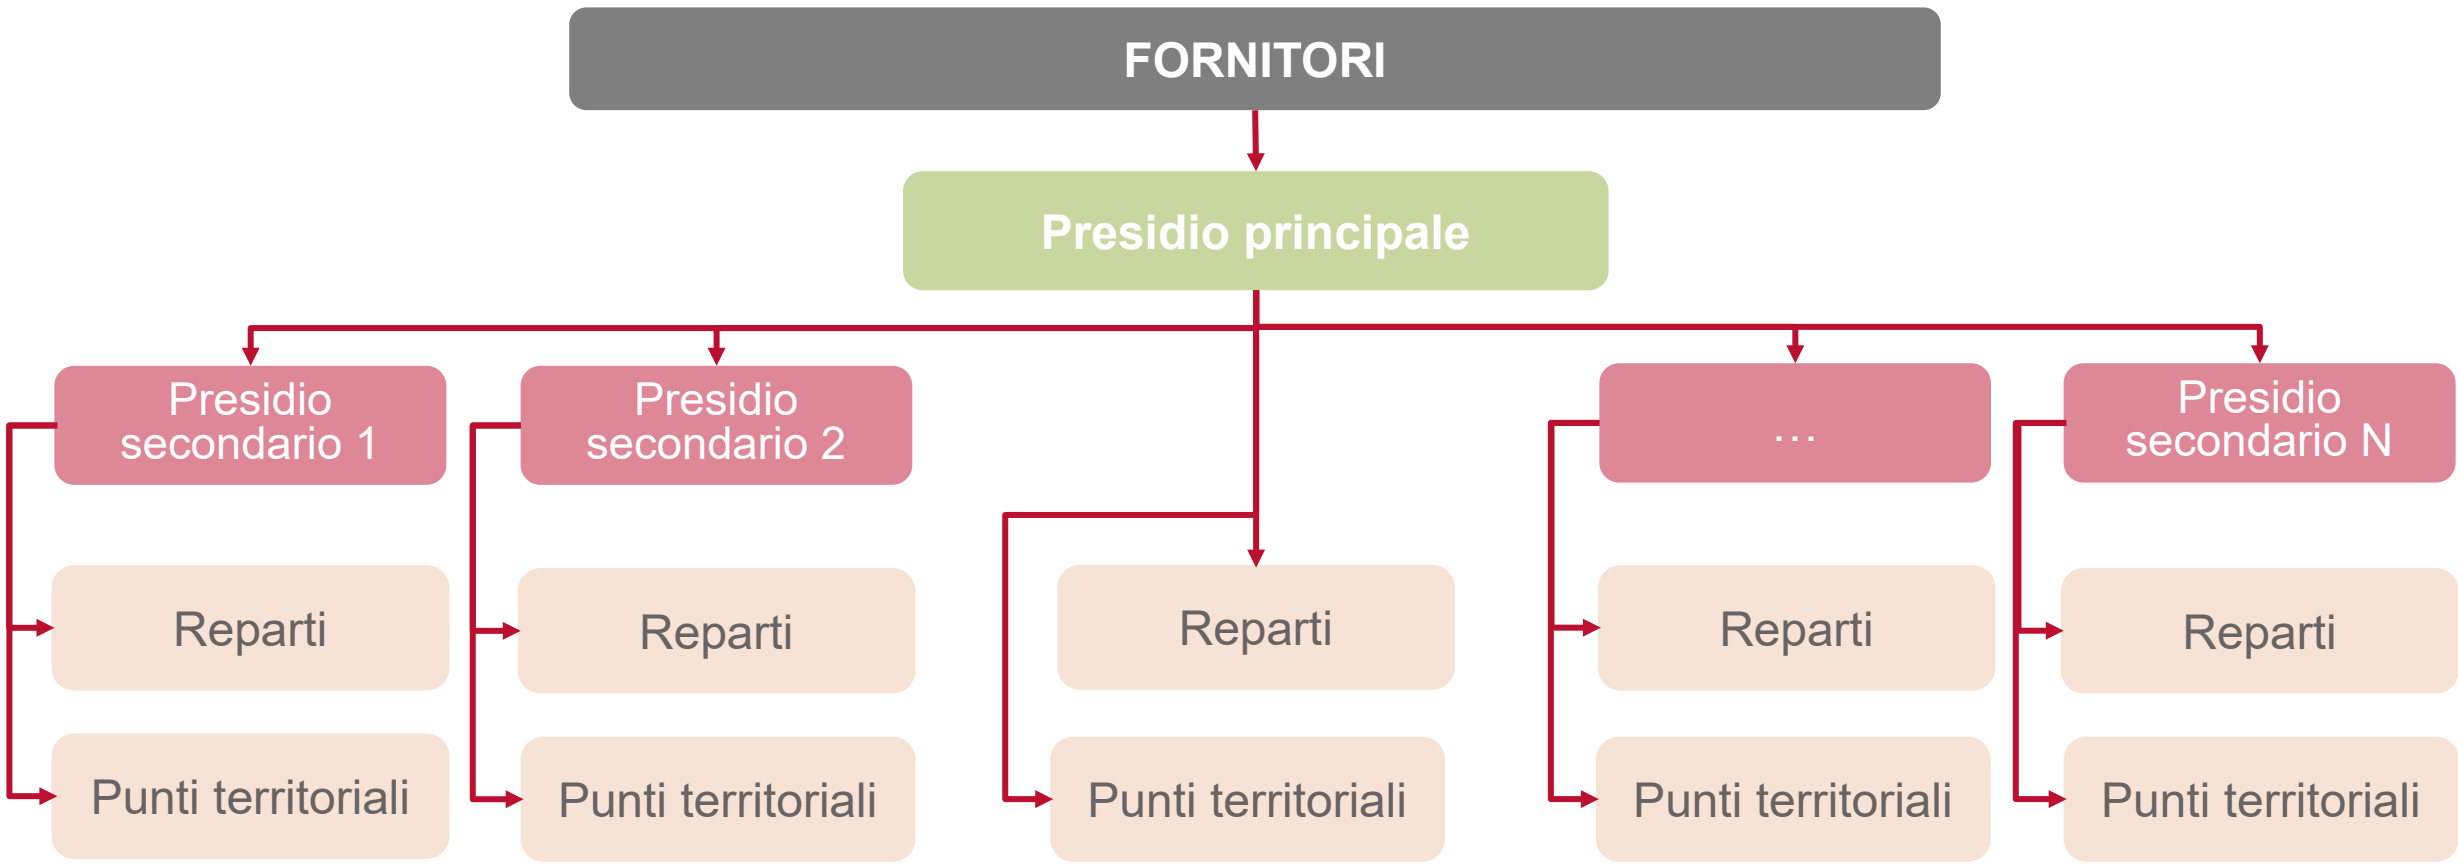 FORNITORI
Presidio principale
Presidio
secondario 1
Presidio
secondario 2
...
Presidio
secondario N
Reparti
Reparti
Reparti
Reparti
Reparti
Punti territoriali
Punti territoriali
Punti territoriali
Punti territoriali
Punti territoriali